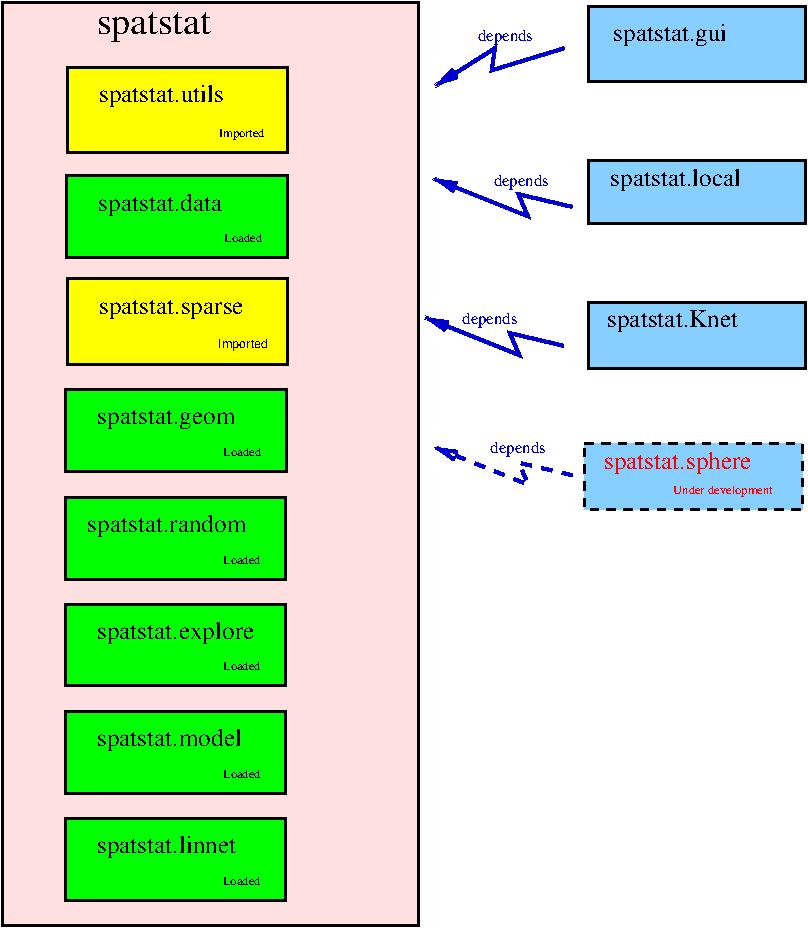 spatstat
spatstat.utils
Imported
spatstat.data
Loaded
spatstat.sparse
Imported
spatstat.geom
Loaded
spatstat.random
Loaded
spatstat.explore
Loaded
spatstat.model
Loaded
spatstat.linnet
Loaded
depends
spatstat.gui
depends
spatstat.local
depends
spatstat.Knet
depends
spatstat.sphere
Under development